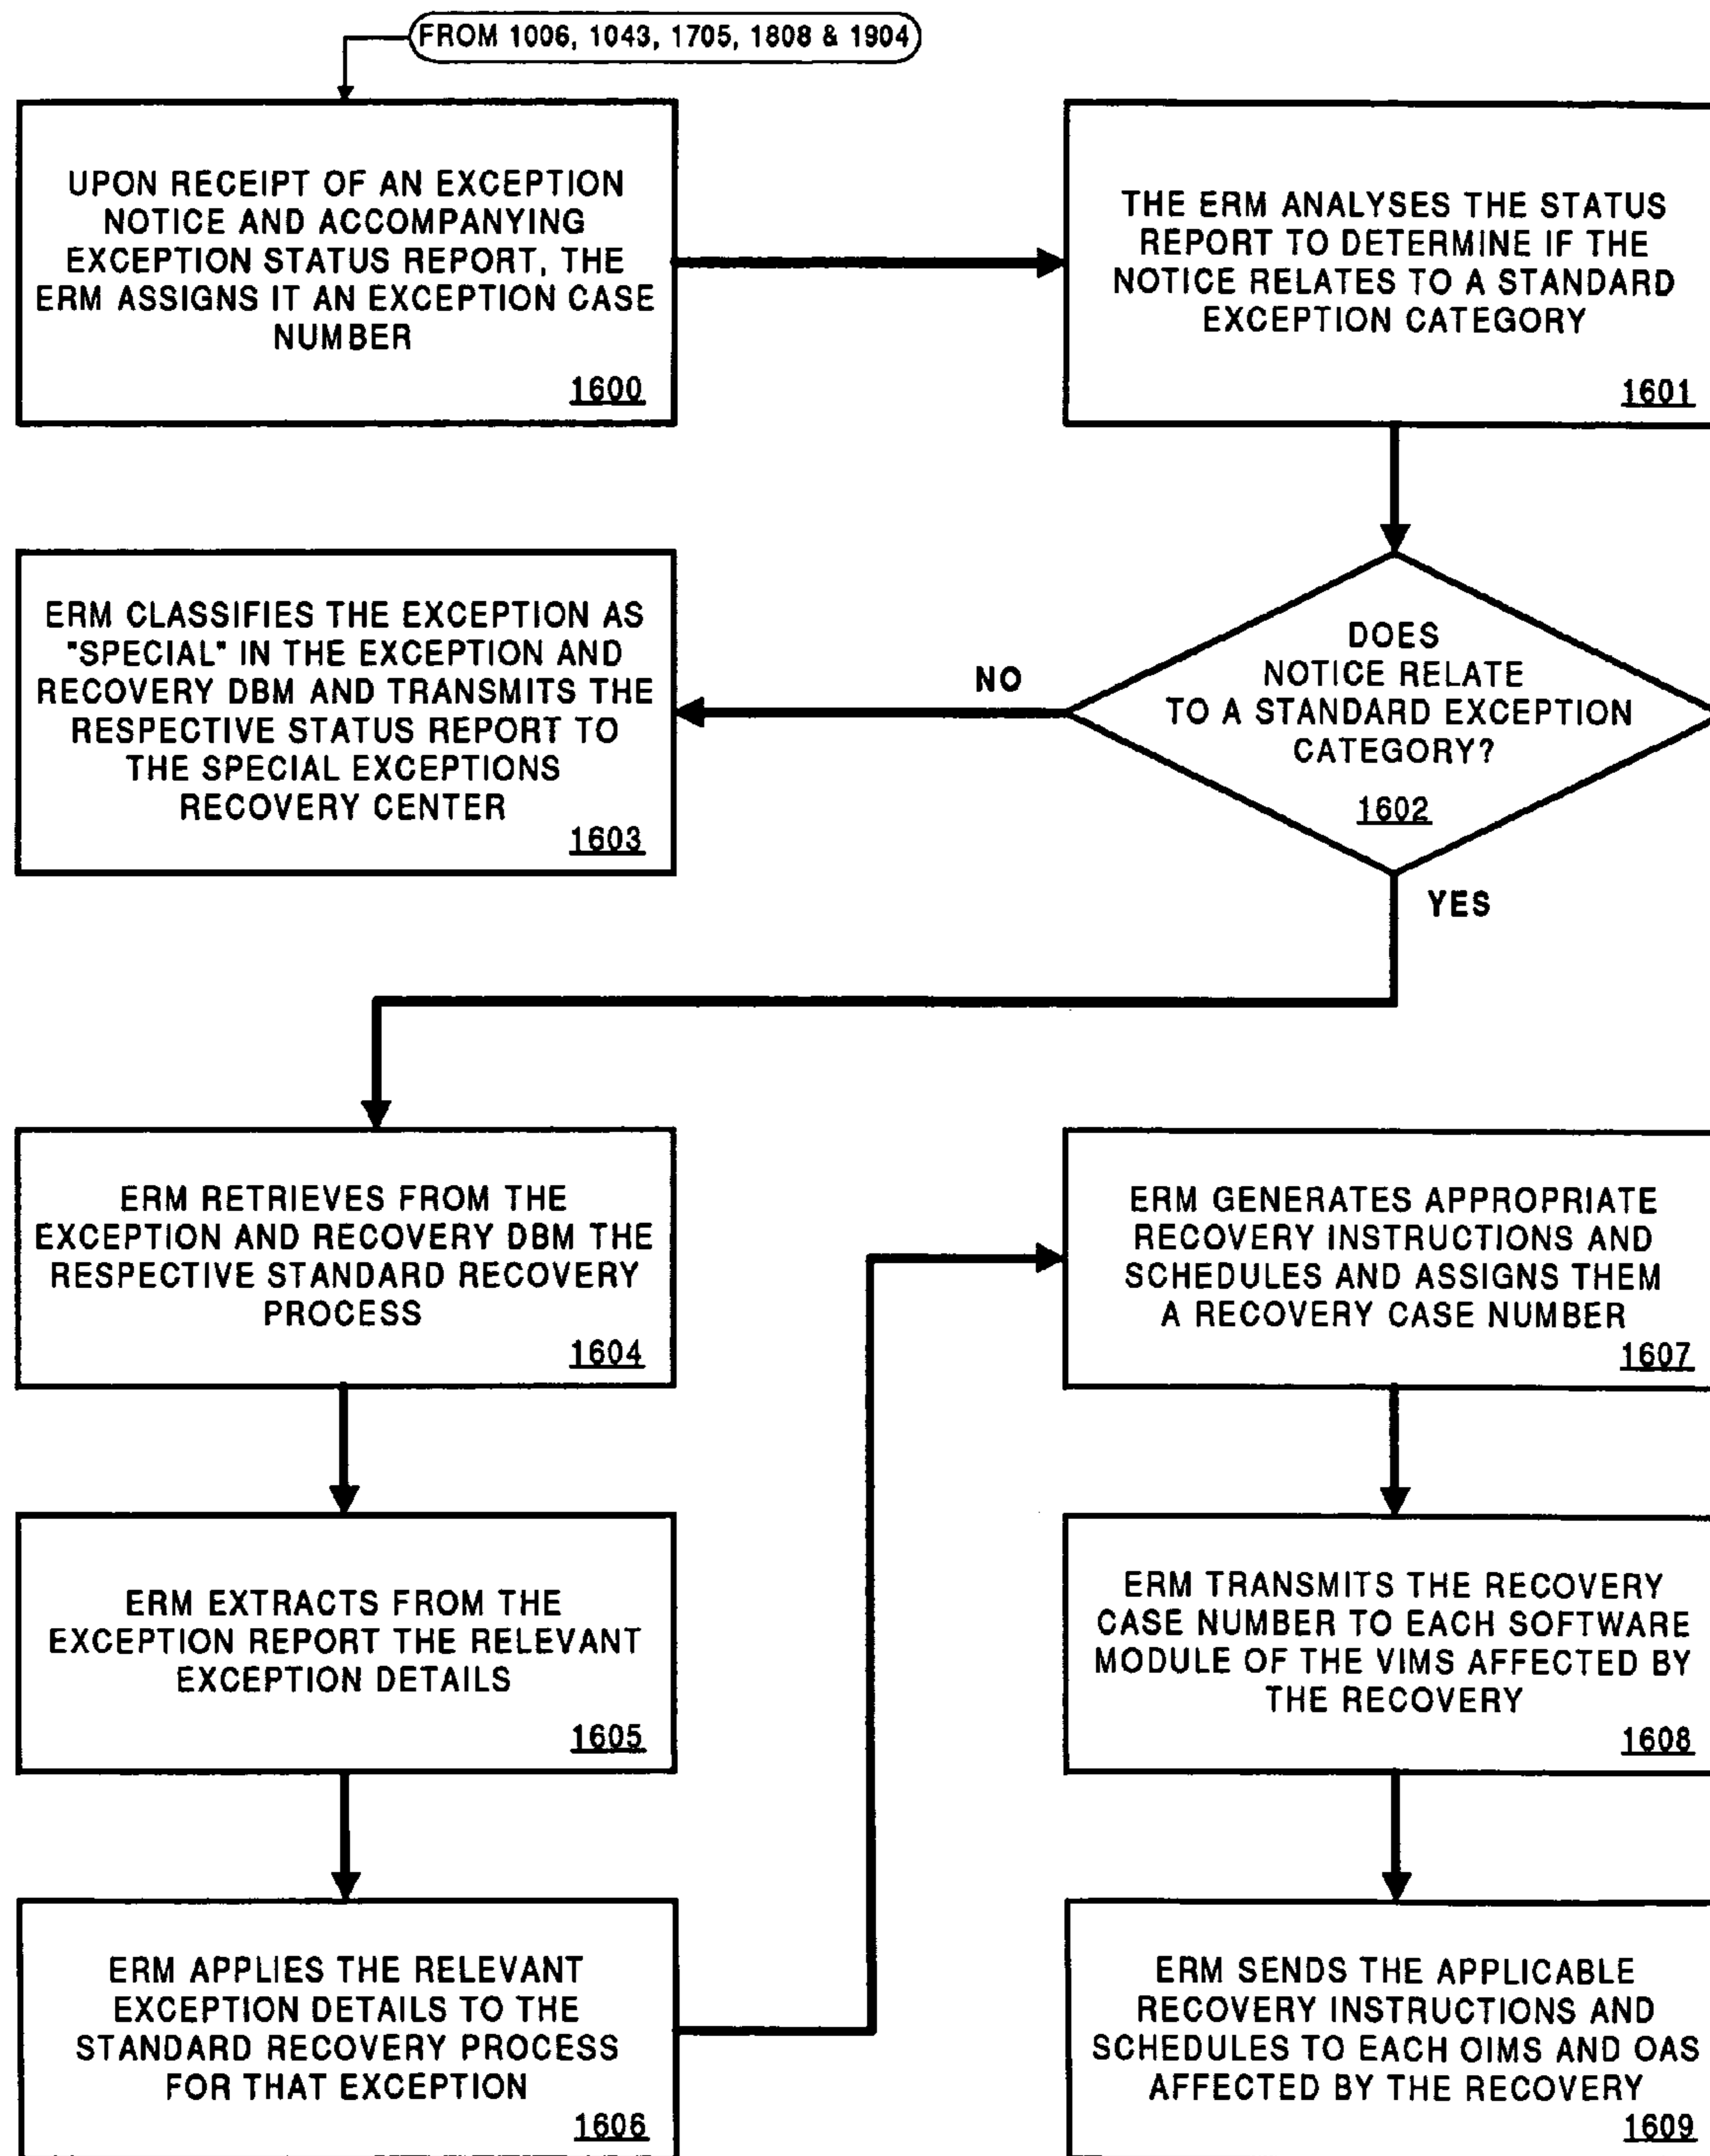 FROM 1006, 1043, 1705, 1808 & 1904
UPON RECEIPT OF AN EXCEPTION
NOTICE AND ACCOMPANYING
EXCEPTION STATUS REPORT, THE
ERM ASSIGNS IT AN EXCEPTION CASE
NUMBER
1600
THE ERM ANALYSES THE STATUS
REPORT TO DETERMINE IF THE
NOTICE RELATES TO A STANDARD
EXCEPTION CATEGORY
1601
DOES
NOTICE RELATE
TO A STANDARD EXCEPTION
CATEGORY?
1602
NO
YES
ERM CLASSIFIES THE EXCEPTION AS
"SPECIAL" IN THE EXCEPTION AND
RECOVERY DBM AND TRANSMITS THE
RESPECTIVE STATUS REPORT TO
THE SPECIAL EXCEPTIONS
RECOVERY CENTER
1603
ERM RETRIEVES FROM THE
EXCEPTION AND RECOVERY DBM THE
RESPECTIVE STANDARD RECOVERY
PROCESS
1604
ERM EXTRACTS FROM THE
EXCEPTION REPORT THE RELEVANT
EXCEPTION DETAILS
1605
ERM APPLIES THE RELEVANT
EXCEPTION DETAILS TO THE
STANDARD RECOVERY PROCESS
FOR THAT EXCEPTION
1606
ERM GENERATES APPROPRIATE
RECOVERY INSTRUCTIONS AND
SCHEDULES AND ASSIGNS THEM
A RECOVERY CASE NUMBER
1607
ERM TRANSMITS THE RECOVERY
CASE NUMBER TO EACH SOFTWARE
MODULE OF THE VIMS AFFECTED BY
THE RECOVERY
1608
ERM SENDS THE APPLICABLE
RECOVERY INSTRUCTIONS AND
SCHEDULES TO EACH OIMS AND OAS
AFFECTED BY THE RECOVERY
1609